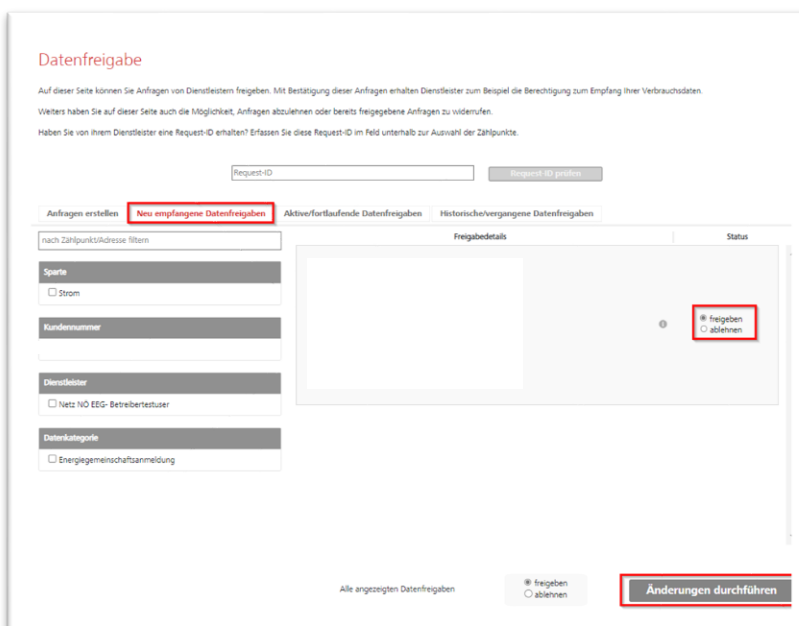 Datenfreigabe
Auf dieser Seite können Sie Anfragen von Dienstleistern freigeben. Mit Bestätigung dieser Anfragen erhalten Dienstleister zum Beispiel die Berechtigung zum Empfang Ihrer Verbrauchsdaten.
Weiters haben Sie auf dieser Seite auch die Möglichkeit, Anfragen abzulehnen oder bereits freigegebene Anfragen zu widerrufen.
Haben Sie von ihrem Dienstleister eine Request-ID erhalten? Erfassen Sie diese Request-ID im Feld unterhalb zur Auswahl der Zählpunkte.
Request-ID Request-ID prüfen
Anfragen erstellen Neu empfangene Datenfreigaben Aktive/fortlaufende Datenfreigaben Historische/vergangene Datenfreigaben
nach Zählpunkt/Adresse filtern
Freigabedetails Status
Sparte
Strom
Kundennummer
freigeben
ablehnen
Dienstleister
Netz NÖ EEG- Betreibertestuser
Datenkategorie
Energiegemeinschaftsanmeldung
Alle angezeigten Datenfreigaben
freigeben
ablehnen
Änderungen durchführen